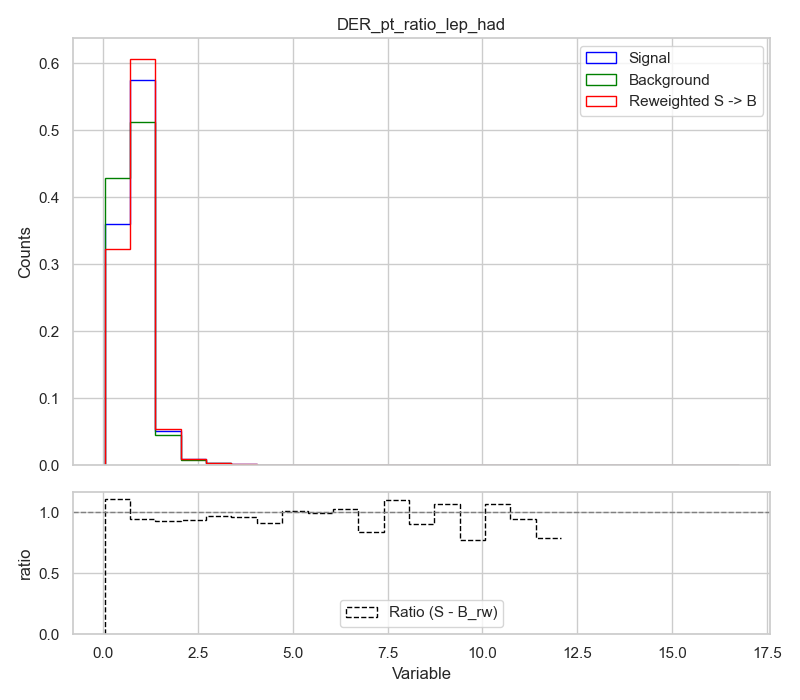 DER_pt_ratio_lep_had
Signal
Background
Reweighted S -> B
0.6
0.5
0.4
0.3
0.2
0.1
0.0
Counts
1.0
0.5
0.0
ratio
Ratio (S - B_rw)
0.0 2.5 5.0 7.5 10.0 12.5 15.0 17.5
Variable